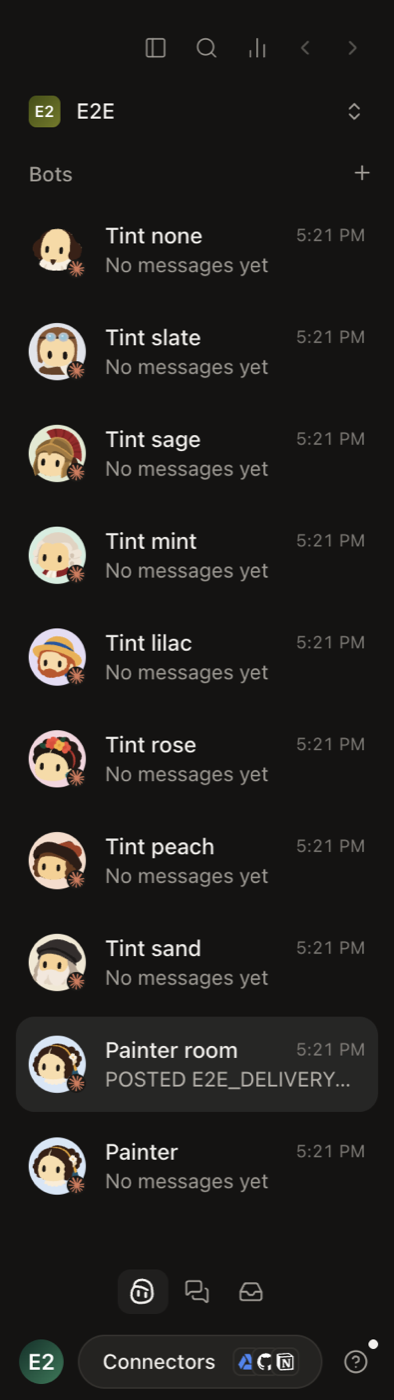 E2 E2E
Bots
Tint none 5:21 PM
No messages yet
Tint slate 5:21 PM
No messages yet
Tint sage 5:21 PM
No messages yet
Tint mint 5:21 PM
No messages yet
Tint lilac 5:21 PM
No messages yet
Tint rose 5:21 PM
No messages yet
Tint peach 5:21 PM
No messages yet
Tint sand 5:21 PM
No messages yet
Painter room 5:21 PM
POSTED E2E_DELIVERY...
Painter 5:21 PM
No messages yet
E2 Connectors